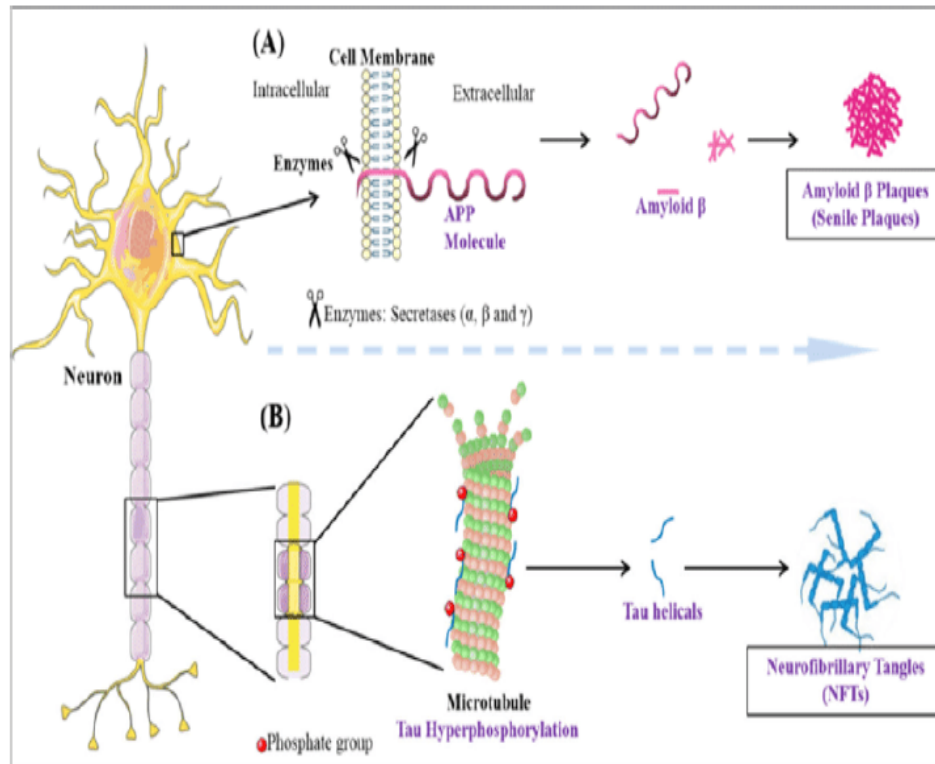 (A)
Cell Membrane
Intracellular
Extracellular
Enzymes
APP
Molecule
Amyloid β
Amyloid β Plaques
(Senile Plaques)
Enzymes: Secretases (α, β and γ)
Neuron
(B)
Tau helicals
Microtubule
Tau Hyperphosphorylation
Neurofibrillary Tangles
(NFTs)
Phosphate group